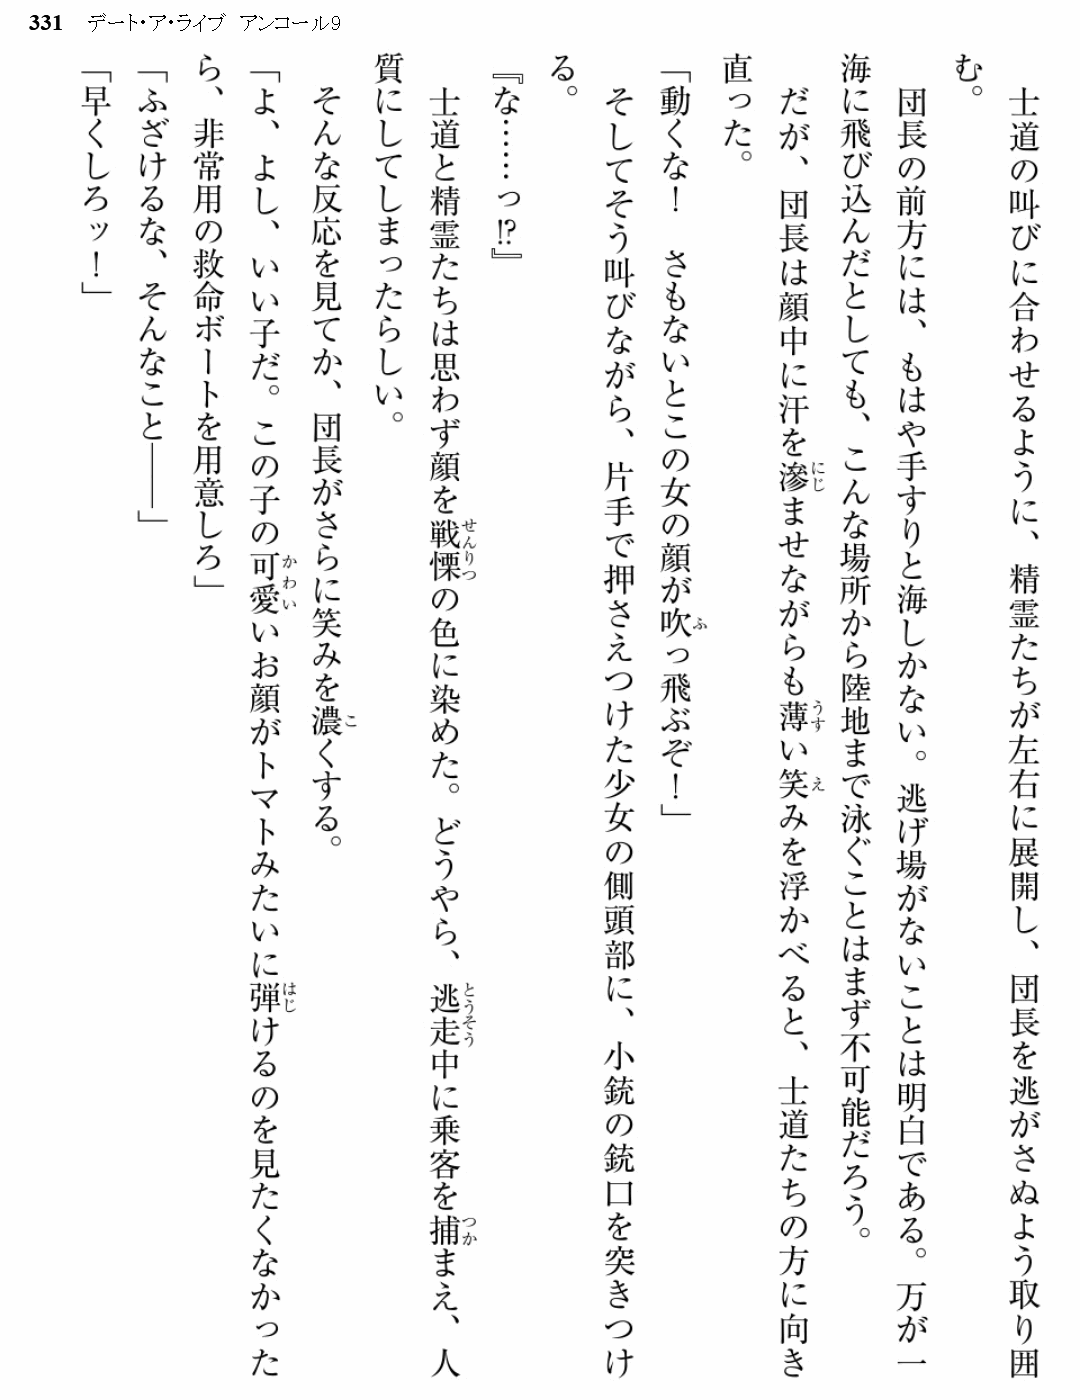 331 デート・ア・ライブ アンコール9
士道の叫びに合わせるように、精霊たちが左右に展開し、団長を逃がさぬよう取り囲
む。
団長の前方には、もはや手すりと海しかない。逃げ場がないことは明白である。万が一
海に飛び込んだとしても、こんな場所から陸地まで泳ぐことはまず不可能だろう。
だが、団長は顔中に汗を滲ませながらも薄い笑みを浮かべると、士道たちの方に向き
直った。
「動くな！　さもないとこの女の顔が吹っ飛ぶぞ！」
そしてそう叫びながら、片手で押さえつけた少女の側頭部に、小銃の銃口を突きつけ
る。
『な……っ⁉』
士道と精霊たちは思わず顔を戦慄の色に染めた。どうやら、逃走中に乗客を捕まえ、人
質にしてしまったらしい。
そんな反応を見てか、団長がさらに笑みを濃くする。
「よ、よし、いい子だ。この子の可愛いお顔がトマトみたいに弾けるのを見たくなかった
ら、非常用の救命ボートを用意しろ」
「ふざけるな、そんなこと――」
「早くしろッ！」